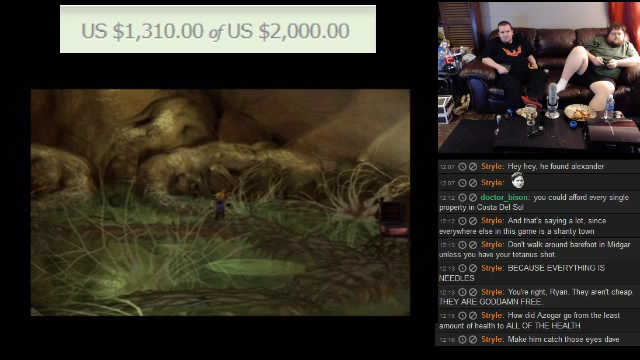 US $1,310.00 of US $2,000.00
12:07 Style: Hey hey, he found alexander
12:07 Style:
12:12 doctor_bison: you could afford every single
property in Costa Del Sol
12:12 Style: And that's saying a lot, since
everywhere else in this game is a shanty town
12:13 Style: Don't walk around barefoot in Midgar
unless you have your tetanus shot.
12:13 Style: BECAUSE EVERYTHING IS
NEEDLES
12:13 Style: You're right, Ryan. They aren't cheap.
THEY ARE GODDAMN FREE.
12:15 Style: How did Azogar go from the least
amount of health to ALL OF THE HEALTH
12:16 Style: Make him catch those eyes dave